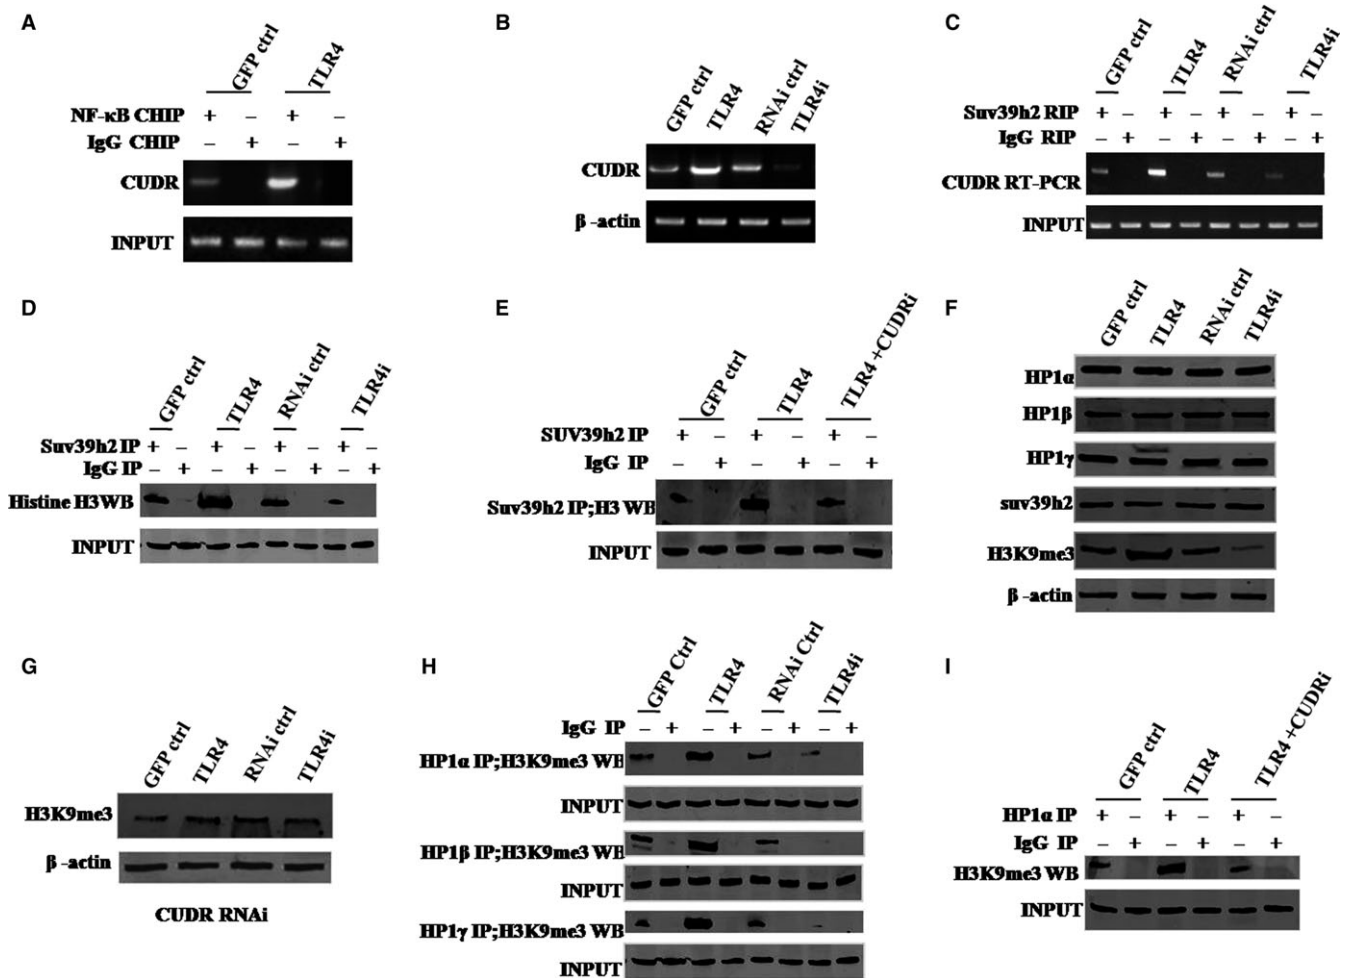 A
GFP ctrl
TLR4
NF-κB CHIP + – + –
IgG CHIP – + – +
CUDR
INPUT
B
GFP ctrl
TLR4
RNAi ctrl
TLR4i
CUDR
β -actin
C
GFP ctrl
TLR4
RNAi ctrl
TLR4i
Suv39h2 RIP + – + – + – + –
IgG RIP – + – + – + – +
CUDR RT-PCR
INPUT
D
GFP ctrl
TLR4
RNAi ctrl
TLR4i
Suv39h2 IP + – + – + – + –
IgG IP – + – + – + – +
Histine H3WB
INPUT
E
GFP ctrl
TLR4
TLR4 +CUDRi
SUV39h2 IP + – + – + –
IgG IP – + – + – +
Suv39h2 IP;H3 WB
INPUT
F
GFP ctrl
TLR4
RNAi ctrl
TLR4i
HP1α
HP1β
HP1γ
suv39h2
H3K9me3
β -actin
G
GFP ctrl
TLR4
RNAi ctrl
TLR4i
H3K9me3
β -actin
CUDR RNAi
H
GFP Ctrl
TLR4
RNAi Ctrl
TLR4i
IgG IP – + – + – + – +
HP1α IP;H3K9me3 WB
INPUT
HP1β IP;H3K9me3 WB
INPUT
HP1γ IP;H3K9me3 WB
INPUT
I
GFP ctrl
TLR4
TLR4 +CUDRi
HP1α IP + – + – + –
IgG IP – + – + – +
H3K9me3 WB
INPUT